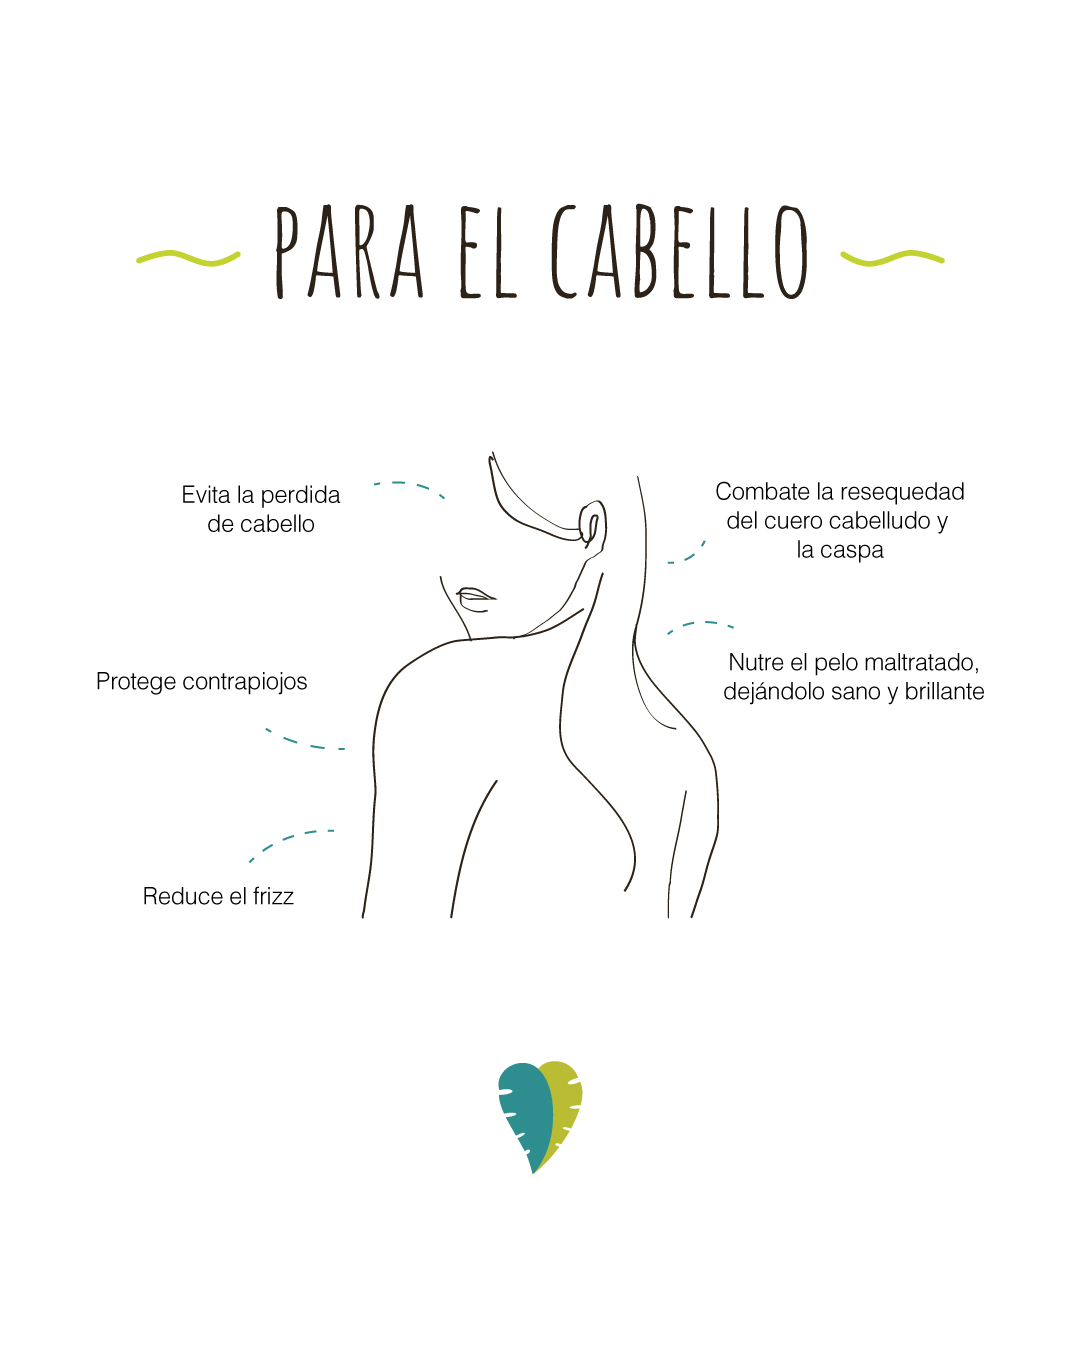 PARA EL CABELLO
Evita la perdida
de cabello
Combate la resequedad
del cuero cabelludo y
la caspa
Protege contrapiojos
Nutre el pelo maltratado,
dejándolo sano y brillante
Reduce el frizz